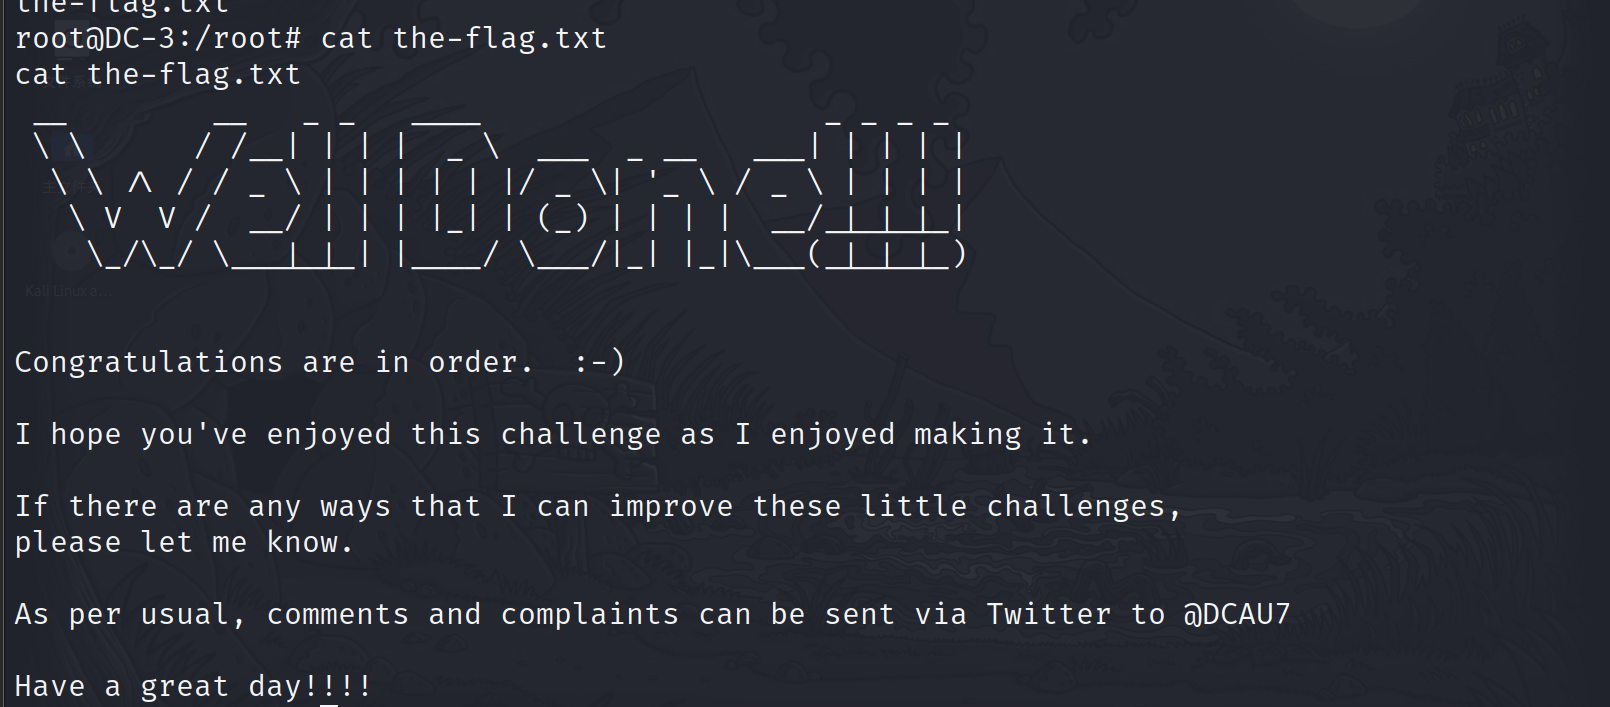 the-flag.txt
root@DC-3:/root# cat the-flag.txt
cat the-flag.txt
 __        __   _ _   ____                   _ _ _ _
 \ \      / /__| | | |  _ \  ___  _ __   ___| | | | |
  \ \ /\ / / _ \ | | | | | |/ _ \| '_ \ / _ \ | | | |
   \ V  V /  __/ | | | |_| | (_) | | | |  __/_|_|_|_|
    \_/\_/ \___|_|_| |____/ \___/|_| |_|\___(_|_|_|_)
Congratulations are in order.  :-)
I hope you've enjoyed this challenge as I enjoyed making it.
If there are any ways that I can improve these little challenges,
please let me know.
As per usual, comments and complaints can be sent via Twitter to @DCAU7
Have a great day!!!!
Kali Linux a...